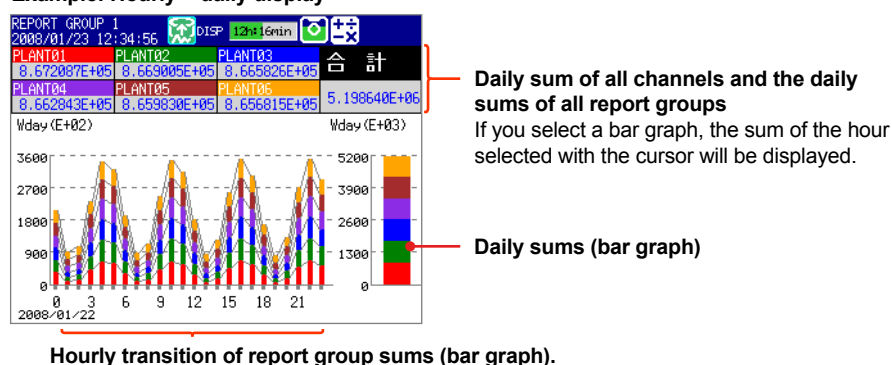 Example: Hourly + daily display
REPORT GROUP 1
2008/01/23 12:34:56 DISP 12h:16min
PLANT01 PLANT02 PLANT03 合 計
8.672087E+05 8.669005E+05 8.665826E+05
PLANT04 PLANT05 PLANT06
8.662843E+05 8.659830E+05 8.656815E+05 5.198640E+06
Wday(E+02) Wday(E+03)
3600 5200
2700 3900
1800 2600
900 1300
0 0
0 3 6 9 12 15 18 21
2008/01/22
Daily sum of all channels and the daily
sums of all report groups
If you select a bar graph, the sum of the hour
selected with the cursor will be displayed.
Daily sums (bar graph)
Hourly transition of report group sums (bar graph).